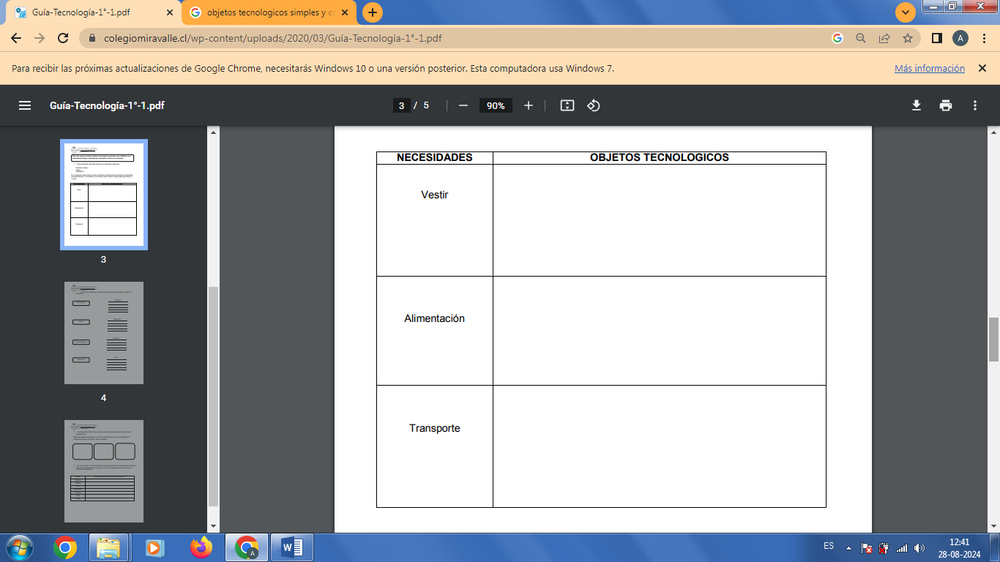 Guía-Tecnología-1°-1.pdf
objetos tecnologicos simples y co
colegiomiravalle.cl/wp-content/uploads/2020/03/Guía-Tecnología-1°-1.pdf
A
Para recibir las próximas actualizaciones de Google Chrome, necesitarás Windows 10 o una versión posterior. Esta computadora usa Windows 7.
Más información
Guía-Tecnología-1°-1.pdf
3 / 5
90%
3
4
NECESIDADES
OBJETOS TECNOLOGICOS
Vestir
Alimentación
Transporte
A
ES
12:41
28-08-2024